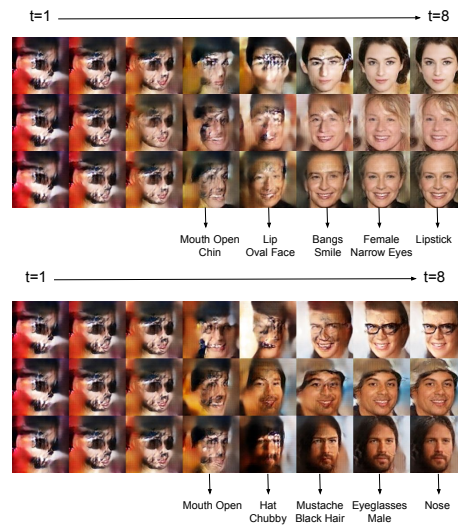 t=1 t=8
Mouth Open Lip Bangs Female Lipstick
Chin Oval Face Smile Narrow Eyes
t=1 t=8
Mouth Open Hat Mustache Eyeglasses Nose
Chubby Black Hair Male